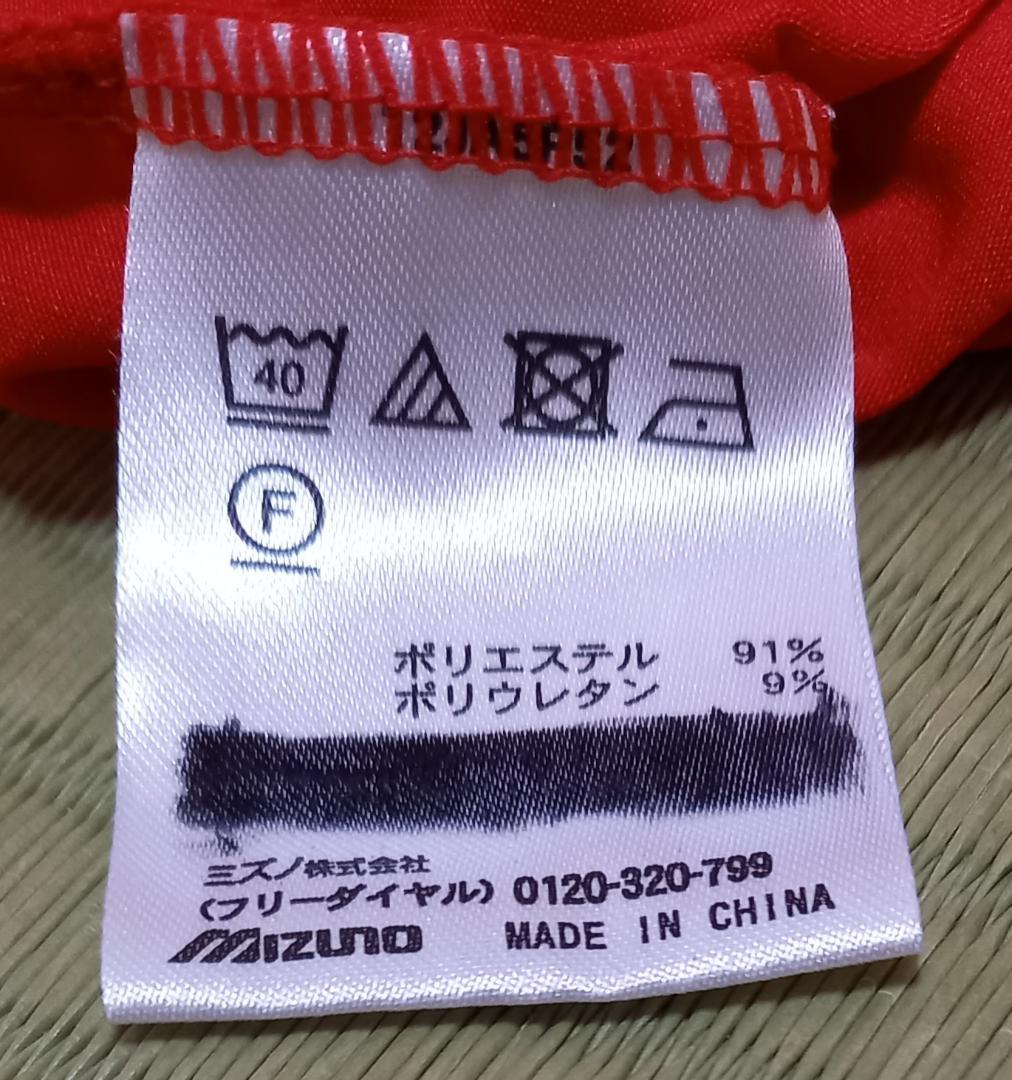 40
F
ポリエステル 91%
ポリウレタン 9%
ミズノ株式会社
(フリーダイヤル) 0120-320-799
MIZUNO MADE IN CHINA